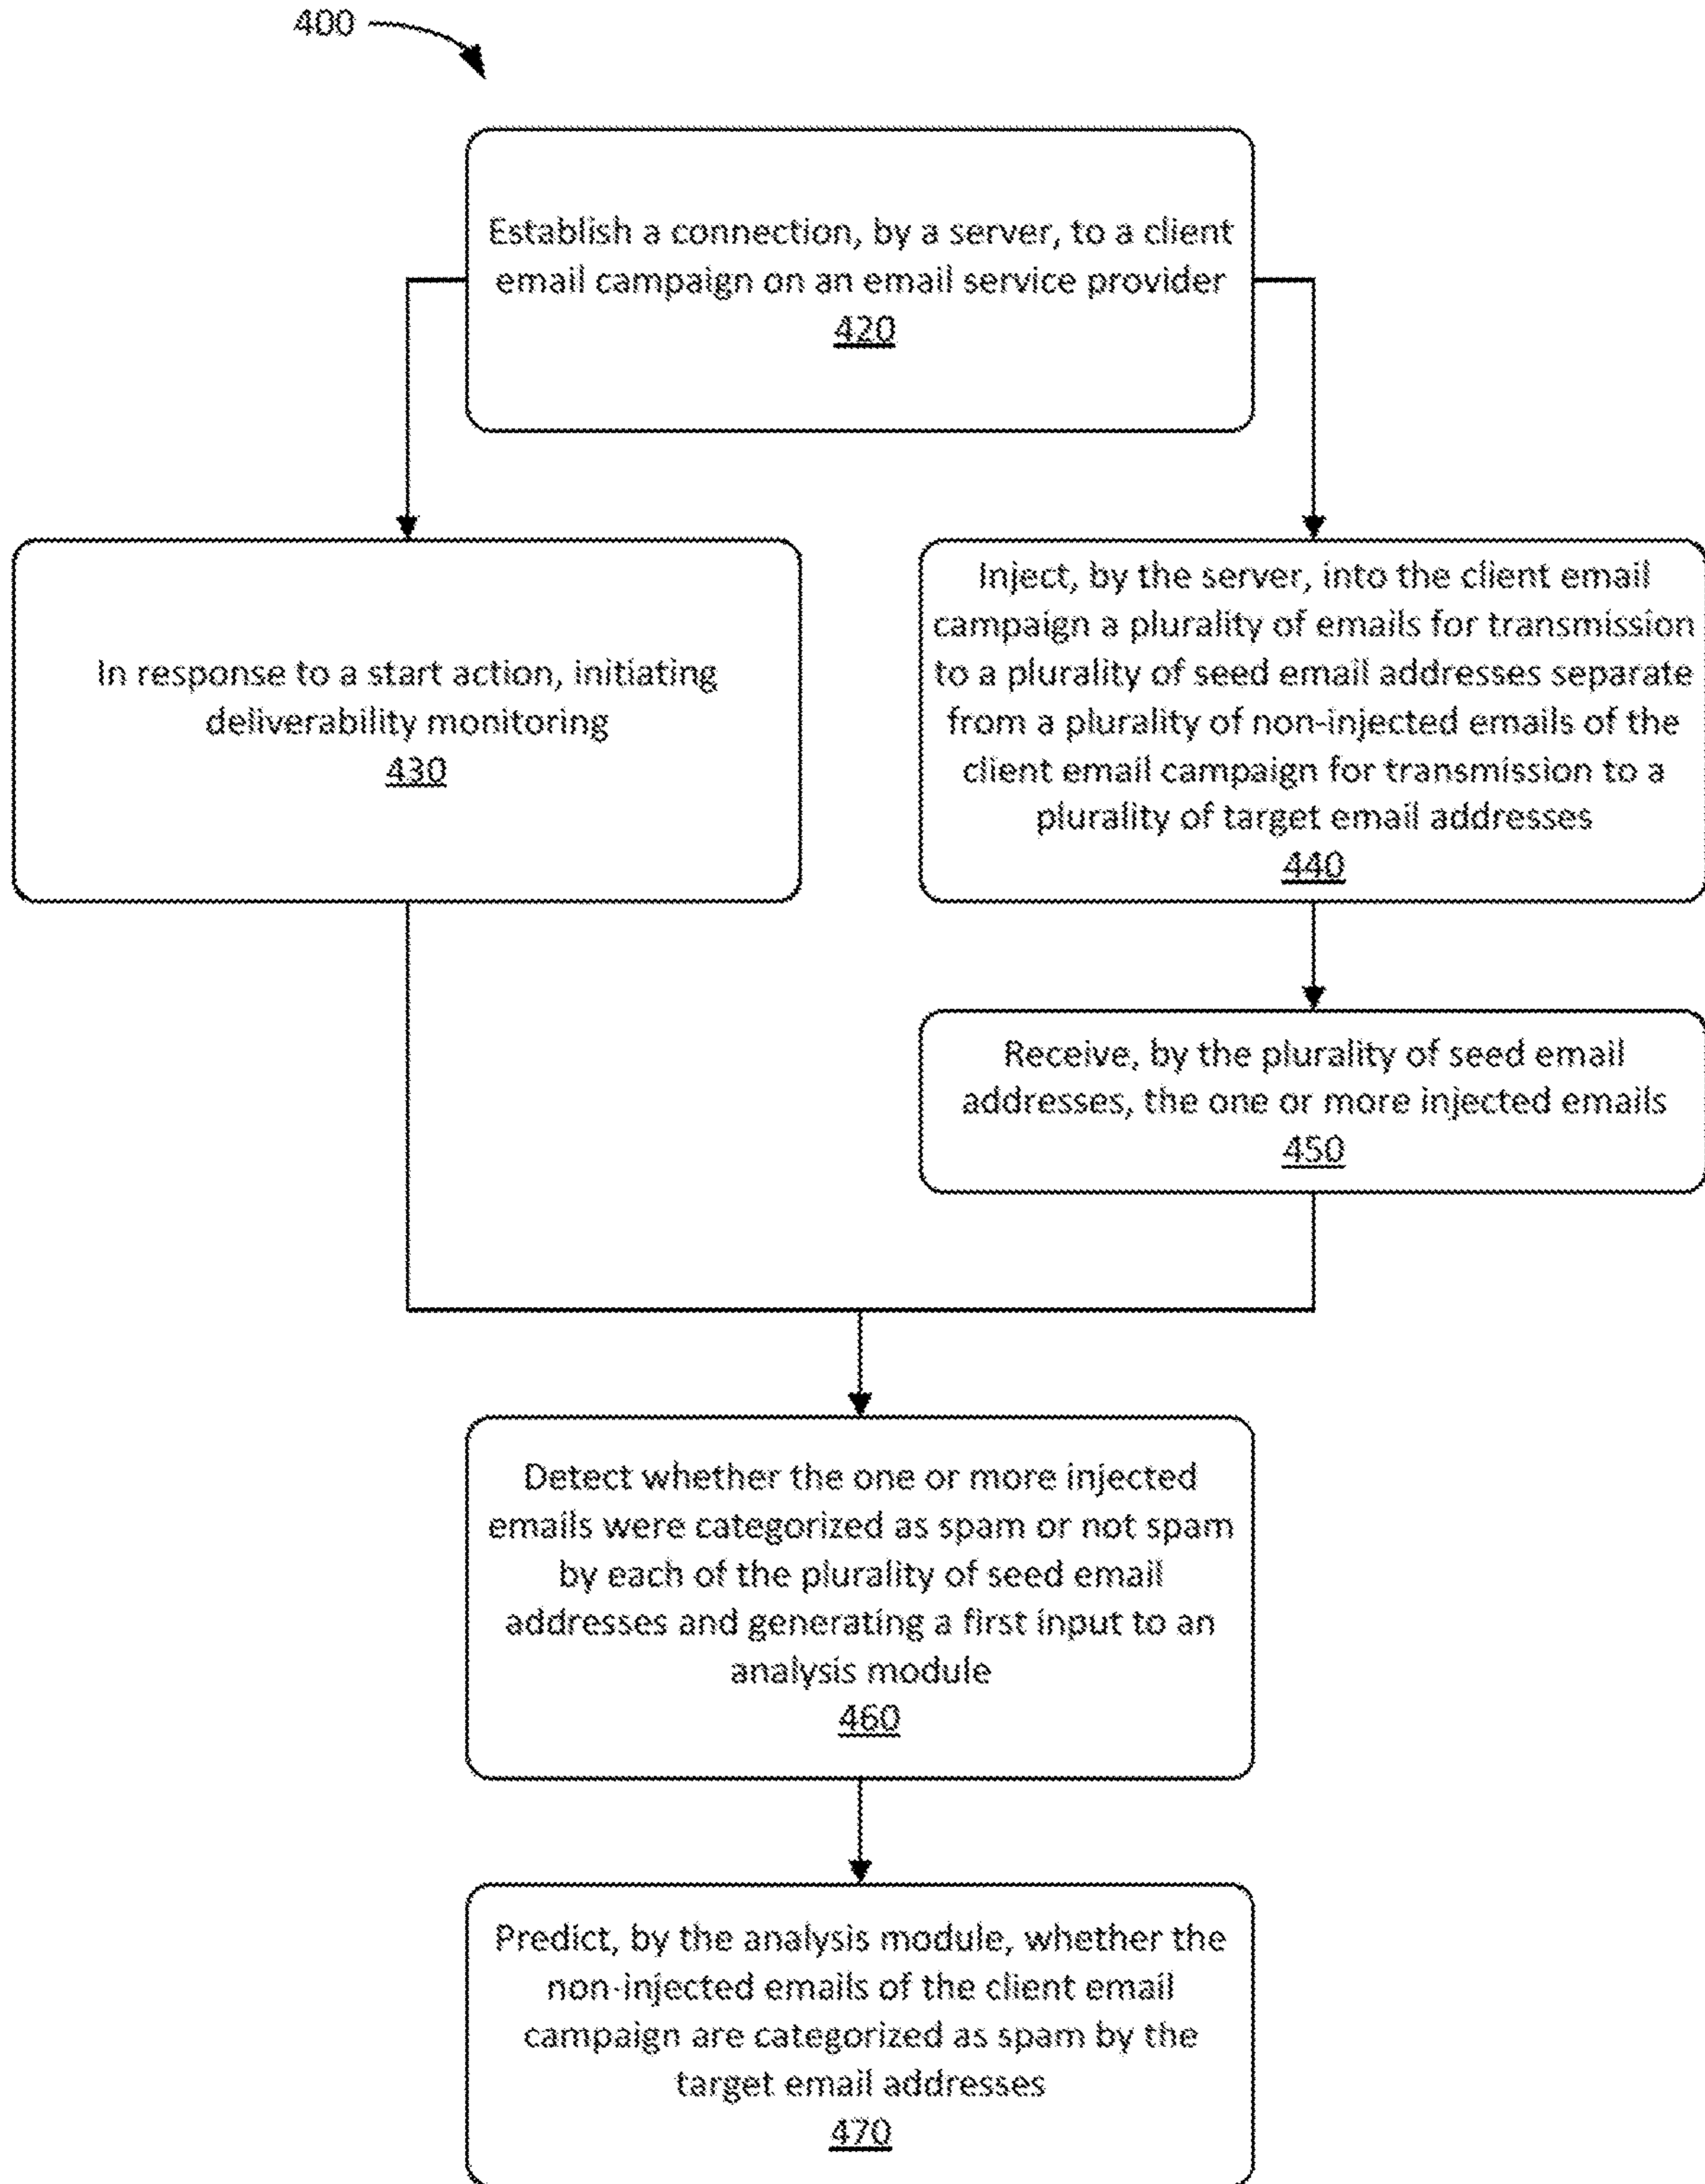 400
Establish a connection, by a server, to a client
email campaign on an email service provider
420
In response to a start action, initiating
deliverability monitoring
430
Inject, by the server, into the client email
campaign a plurality of emails for transmission
to a plurality of seed email addresses separate
from a plurality of non-injected emails of the
client email campaign for transmission to a
plurality of target email addresses
440
Receive, by the plurality of seed email
addresses, the one or more injected emails
450
Detect whether the one or more injected
emails were categorized as spam or not spam
by each of the plurality of seed email
addresses and generating a first input to an
analysis module
460
Predict, by the analysis module, whether the
non-injected emails of the client email
campaign are categorized as spam by the
target email addresses
470